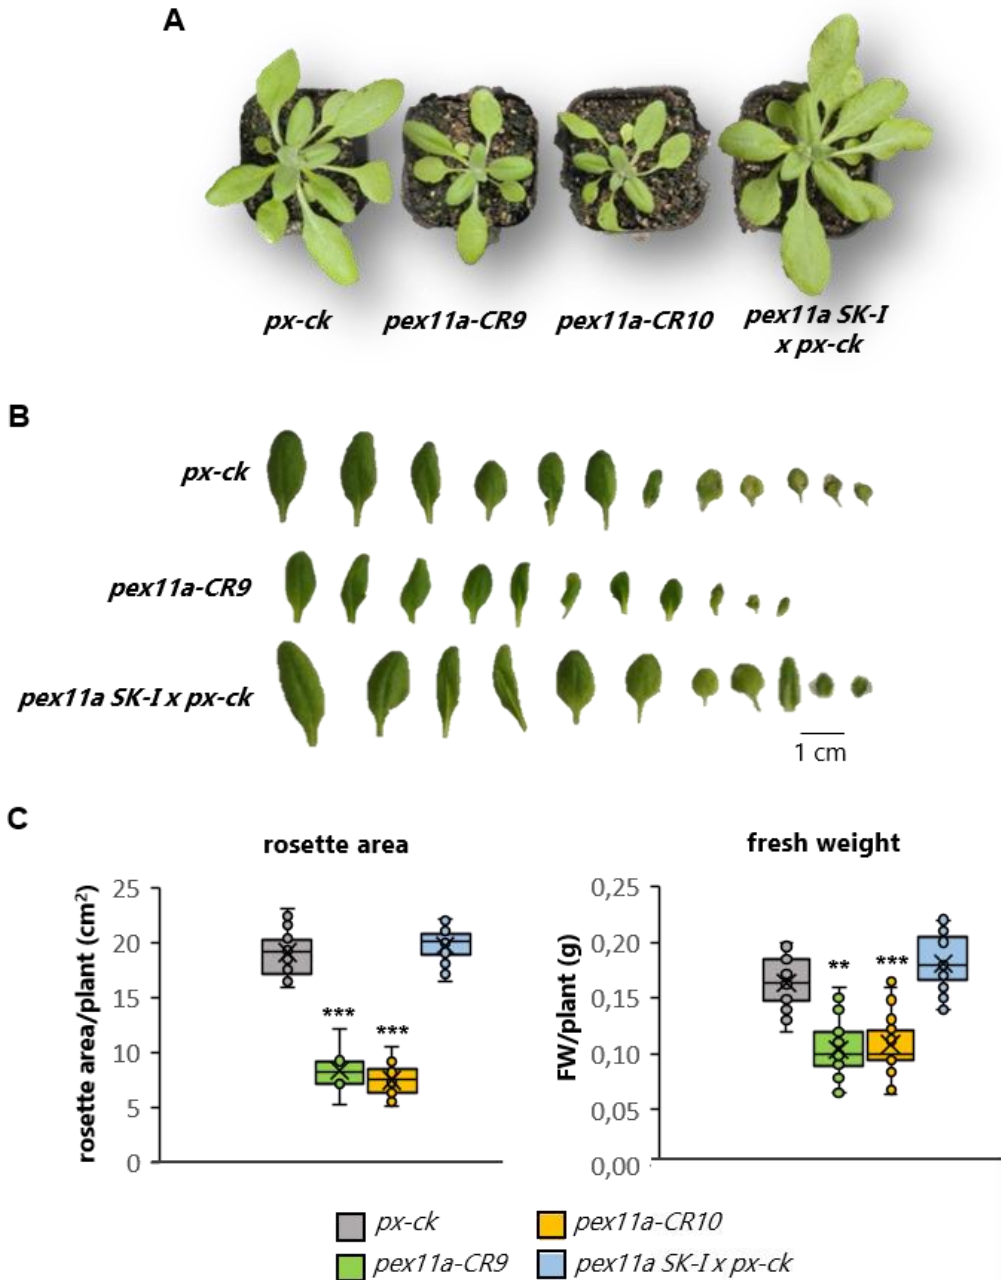 A
px-ck
pex11a-CR9
pex11a-CR10
pex11a SK-I
x px-ck
B
px-ck
pex11a-CR9
pex11a SK-I x px-ck
1 cm
C
rosette area
rosette area/plant (cm²)
25
20
15
10
5
0
***
***
fresh weight
FW/plant (g)
0,25
0,20
0,15
0,10
0,05
0,00
**
***
px-ck
pex11a-CR10
pex11a-CR9
pex11a SK-I x px-ck